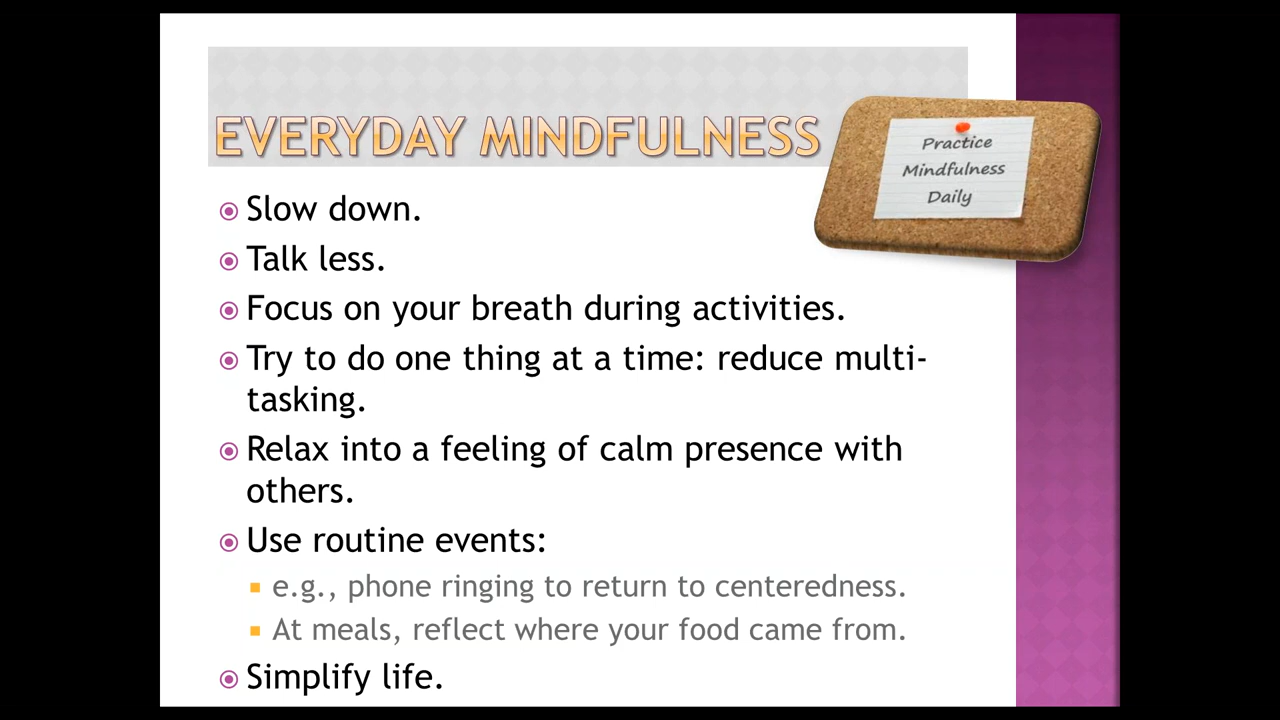 EVERYDAY MINDFULNESS
Practice
Mindfulness
Daily
Slow down.
Talk less.
Focus on your breath during activities.
Try to do one thing at a time: reduce multi-
tasking.
Relax into a feeling of calm presence with
others.
Use routine events:
e.g., phone ringing to return to centeredness.
At meals, reflect where your food came from.
Simplify life.